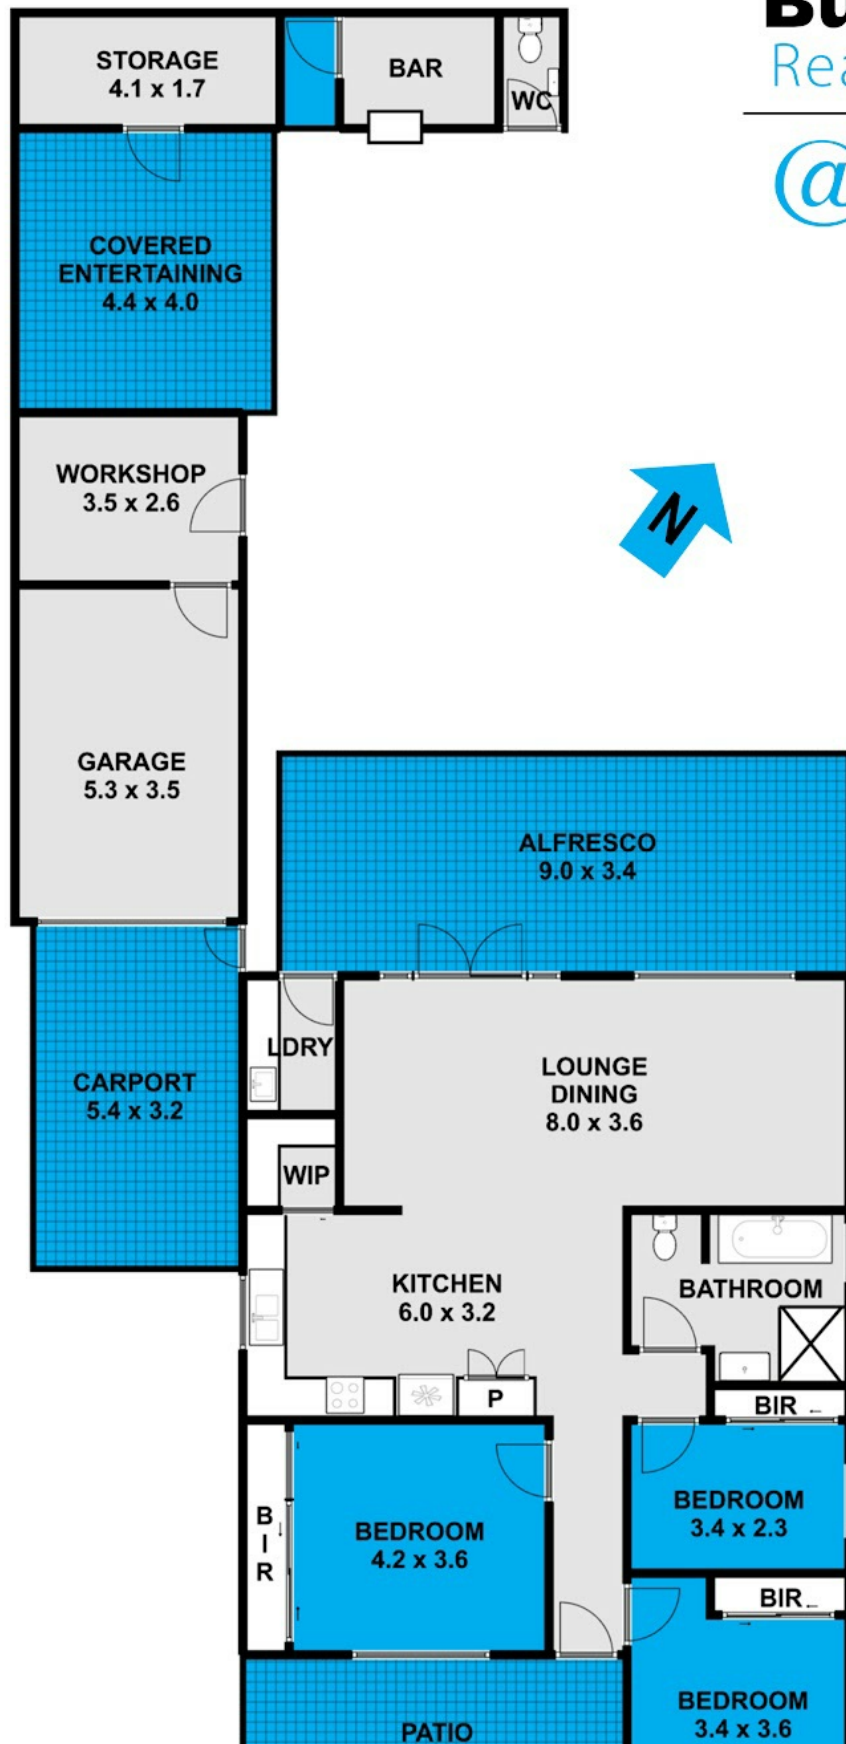 STORAGE
4.1 x 1.7
BAR
WC
Bu
Rea
@
COVERED
ENTERTAINING
4.4 x 4.0
WORKSHOP
3.5 x 2.6
N
GARAGE
5.3 x 3.5
ALFRESCO
9.0 x 3.4
LDRY
LOUNGE
DINING
8.0 x 3.6
CARPORT
5.4 x 3.2
WIP
KITCHEN
6.0 x 3.2
BATHROOM
P
BIR
B
I
R
BEDROOM
4.2 x 3.6
BEDROOM
3.4 x 2.3
BIR
BEDROOM
3.4 x 3.6
PATIO